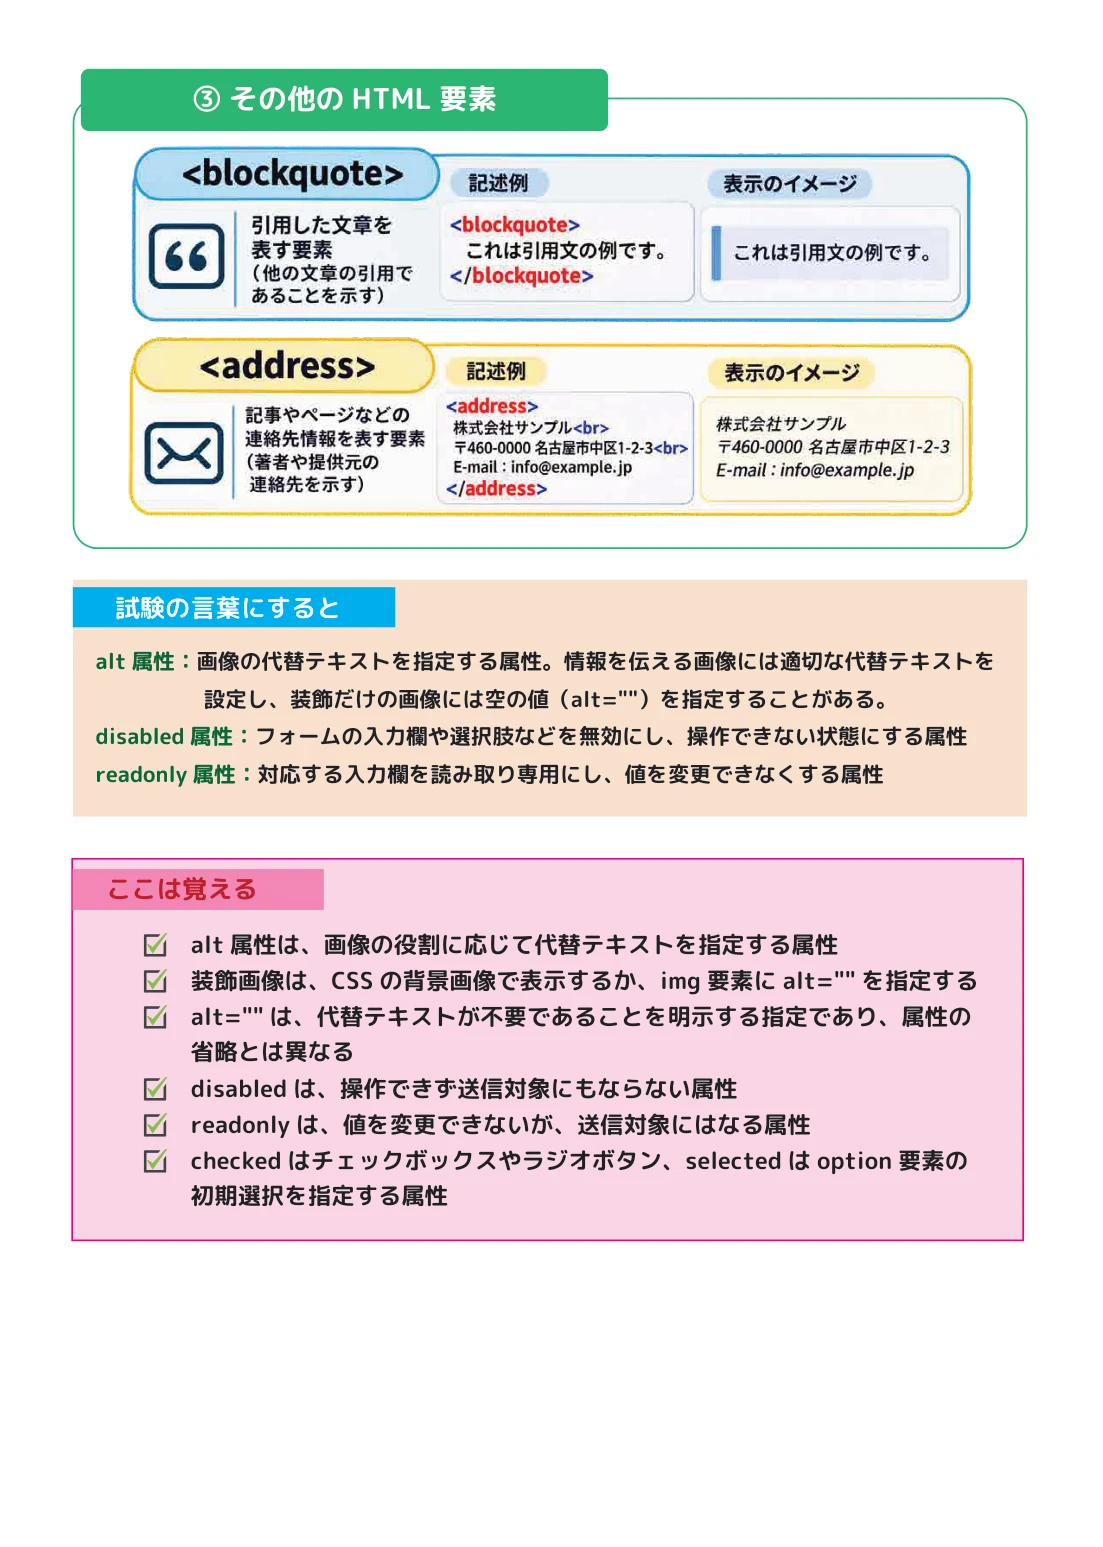 ③ その他の HTML 要素
<blockquote>
記述例
表示のイメージ
引用した文章を
表す要素
（他の文章の引用で
あることを示す）
<blockquote>
これは引用文の例です。
</blockquote>
これは引用文の例です。
<address>
記述例
表示のイメージ
記事やページなどの
連絡先情報を表す要素
（著者や提供元の
連絡先を示す）
<address>
株式会社サンプル<br>
〒460-0000 名古屋市中区1-2-3<br>
E-mail：info@example.jp
</address>
株式会社サンプル
〒460-0000 名古屋市中区1-2-3
E-mail：info@example.jp
試験の言葉にすると
alt 属性：画像の代替テキストを指定する属性。情報を伝える画像には適切な代替テキストを
設定し、装飾だけの画像には空の値（alt=""）を指定することがある。
disabled 属性：フォームの入力欄や選択肢などを無効にし、操作できない状態にする属性
readonly 属性：対応する入力欄を読み取り専用にし、値を変更できなくする属性
ここは覚える
alt 属性は、画像の役割に応じて代替テキストを指定する属性
装飾画像は、CSS の背景画像で表示するか、img 要素に alt="" を指定する
alt="" は、代替テキストが不要であることを明示する指定であり、属性の
省略とは異なる
disabled は、操作できず送信対象にもならない属性
readonly は、値を変更できないが、送信対象にはなる属性
checked はチェックボックスやラジオボタン、selected は option 要素の
初期選択を指定する属性